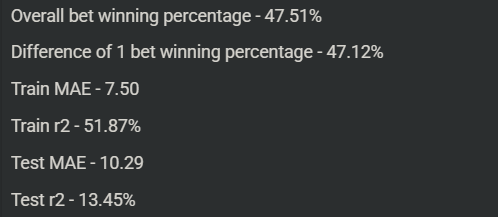 Overall bet winning percentage - 47.51%
Difference of 1 bet winning percentage - 47.12%
Train MAE - 7.50
Train r2 - 51.87%
Test MAE - 10.29
Test r2 - 13.45%